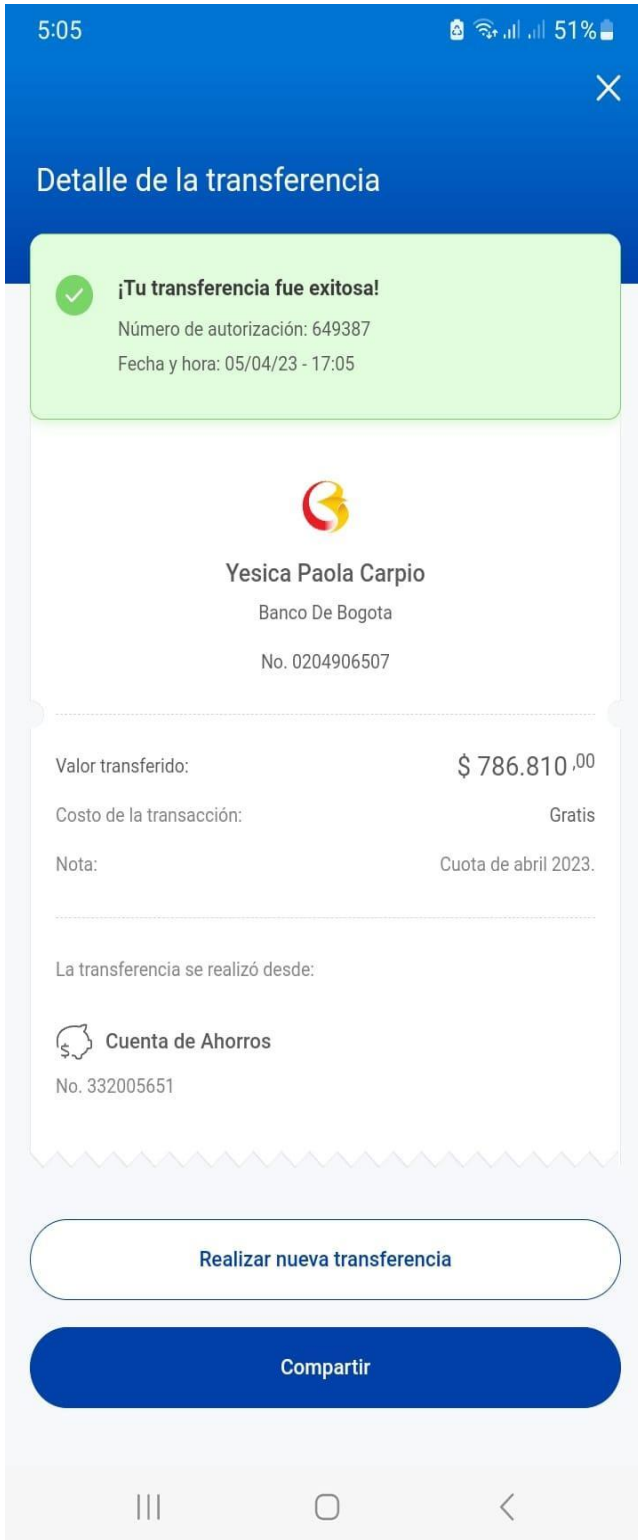 5:05
51%
Detalle de la transferencia
¡Tu transferencia fue exitosa!
Número de autorización: 649387
Fecha y hora: 05/04/23 - 17:05
Yesica Paola Carpio
Banco De Bogota
No. 0204906507
Valor transferido: $ 786.810 ,00
Costo de la transacción: Gratis
Nota: Cuota de abril 2023.
La transferencia se realizó desde:
$ Cuenta de Ahorros
No. 332005651
Realizar nueva transferencia
Compartir